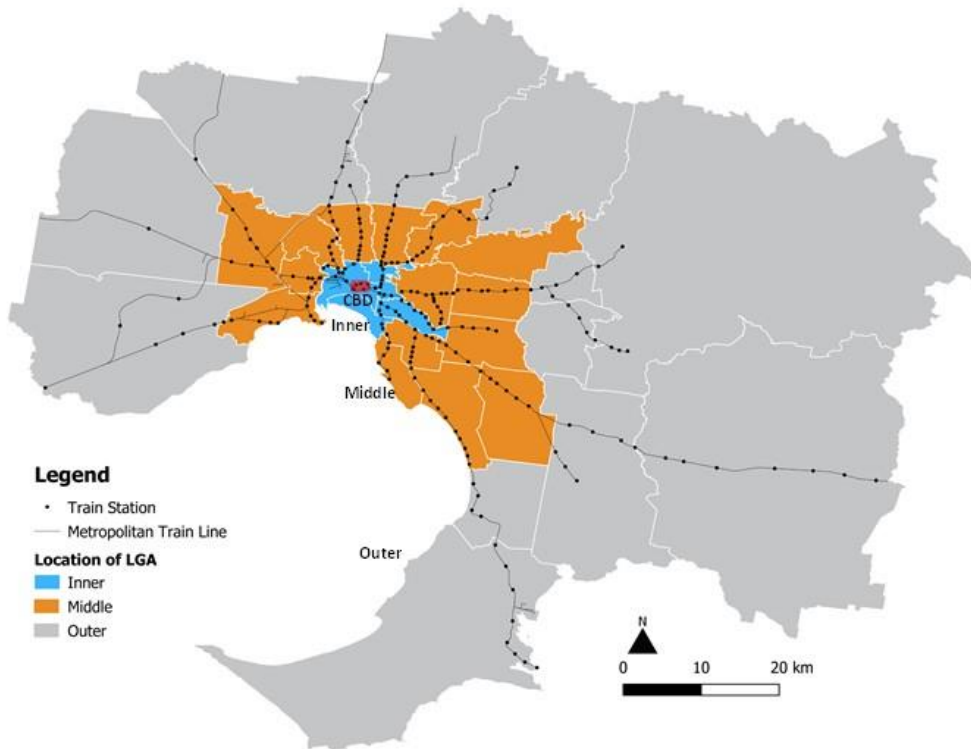 CBD
Inner
Middle
Outer
Legend
Train Station
Metropolitan Train Line
Location of LGA
Inner
Middle
Outer
N
0 10 20 km